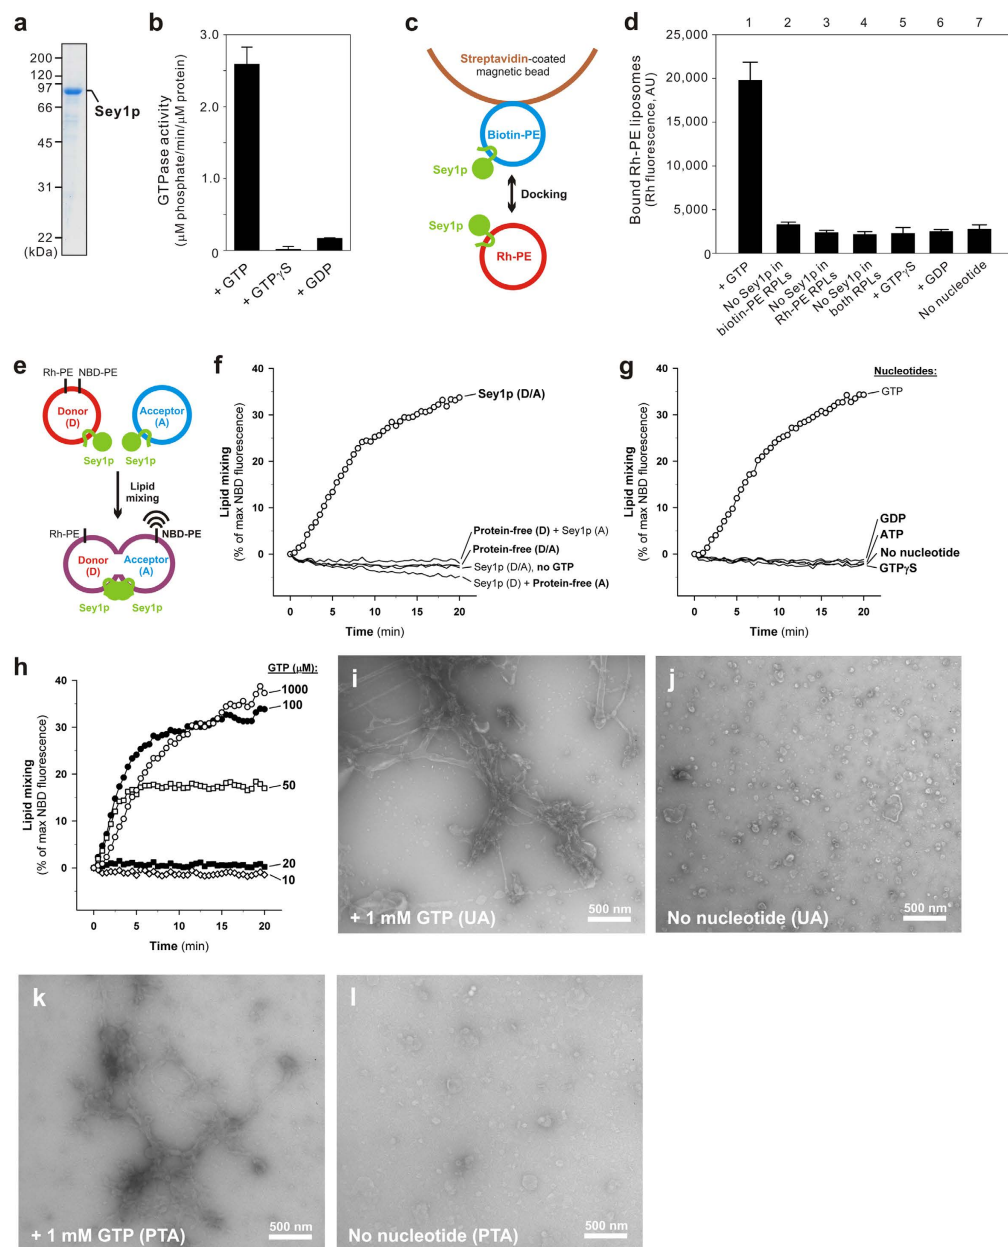 a
200
120
97
66
45
31
22
(kDa)
Sey1p
b
GTPase activity
(μM phosphate/min/μM protein)
3.0
2.0
1.0
0
+ GTP
+ GTPγS
+ GDP
c
Streptavidin-coated
magnetic bead
Biotin-PE
Sey1p
Docking
Sey1p
Rh-PE
d
1 2 3 4 5 6 7
Bound Rh-PE liposomes
(Rh fluorescence, AU)
25,000
20,000
15,000
10,000
5,000
0
+ GTP
No Sey1p in
biotin-PE RPLs
No Sey1p in
Rh-PE RPLs
No Sey1p in
both RPLs
+ GTPγS
+ GDP
No nucleotide
e
Rh-PE NBD-PE
Donor
(D)
Acceptor
(A)
Sey1p Sey1p
Lipid
mixing
Rh-PE
NBD-PE
Donor
(D)
Acceptor
(A)
Sey1p Sey1p
f
Lipid mixing
(% of max NBD fluorescence)
40
30
20
10
0
Sey1p (D/A)
Protein-free (D) + Sey1p (A)
Protein-free (D/A)
Sey1p (D/A), no GTP
Sey1p (D) + Protein-free (A)
0 5 10 15 20
Time (min)
g
Lipid mixing
(% of max NBD fluorescence)
40
30
20
10
0
Nucleotides:
GTP
GDP
ATP
No nucleotide
GTPγS
0 5 10 15 20
Time (min)
h
Lipid mixing
(% of max NBD fluorescence)
40
30
20
10
0
GTP (μM):
1000
100
50
20
10
0 5 10 15 20
Time (min)
i
+ 1 mM GTP (UA)
500 nm
j
No nucleotide (UA)
500 nm
k
+ 1 mM GTP (PTA)
500 nm
l
No nucleotide (PTA)
500 nm